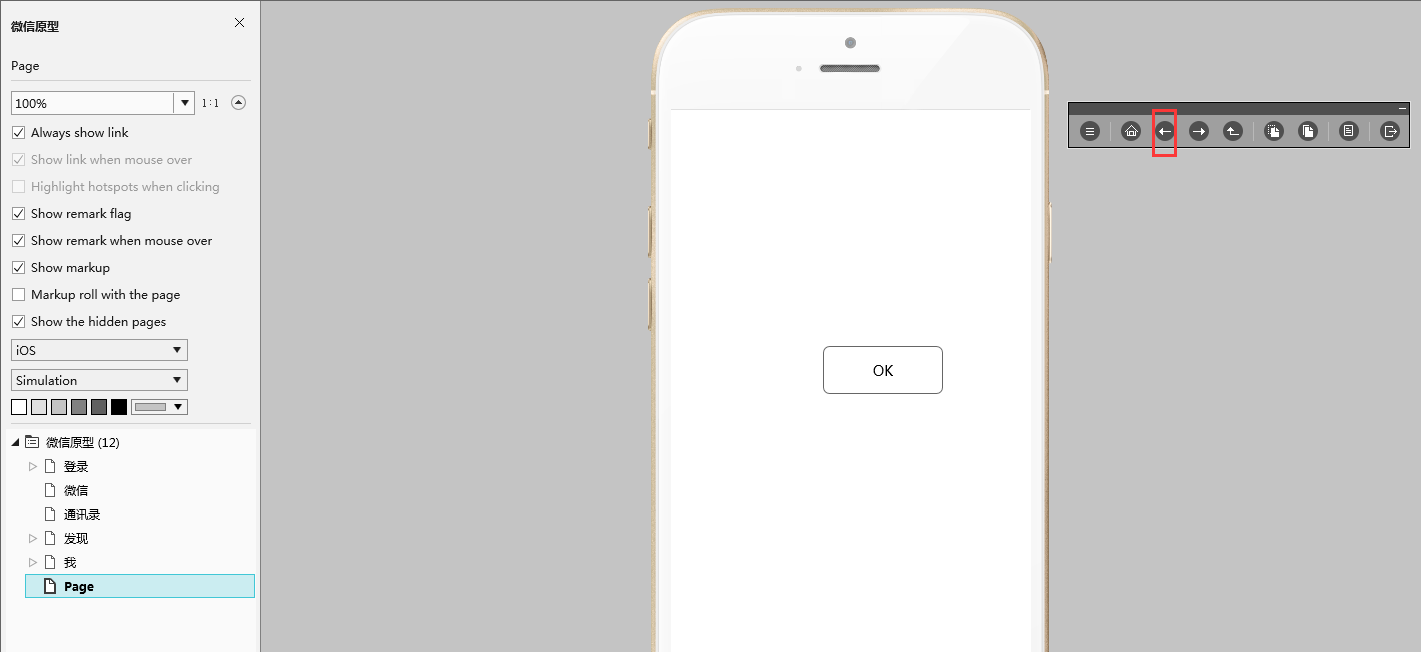 微信原型
Page
100%
1:1
Always show link
Show link when mouse over
Highlight hotspots when clicking
Show remark flag
Show remark when mouse over
Show markup
Markup roll with the page
Show the hidden pages
iOS
Simulation
微信原型 (12)
登录
微信
通讯录
发现
我
Page
OK